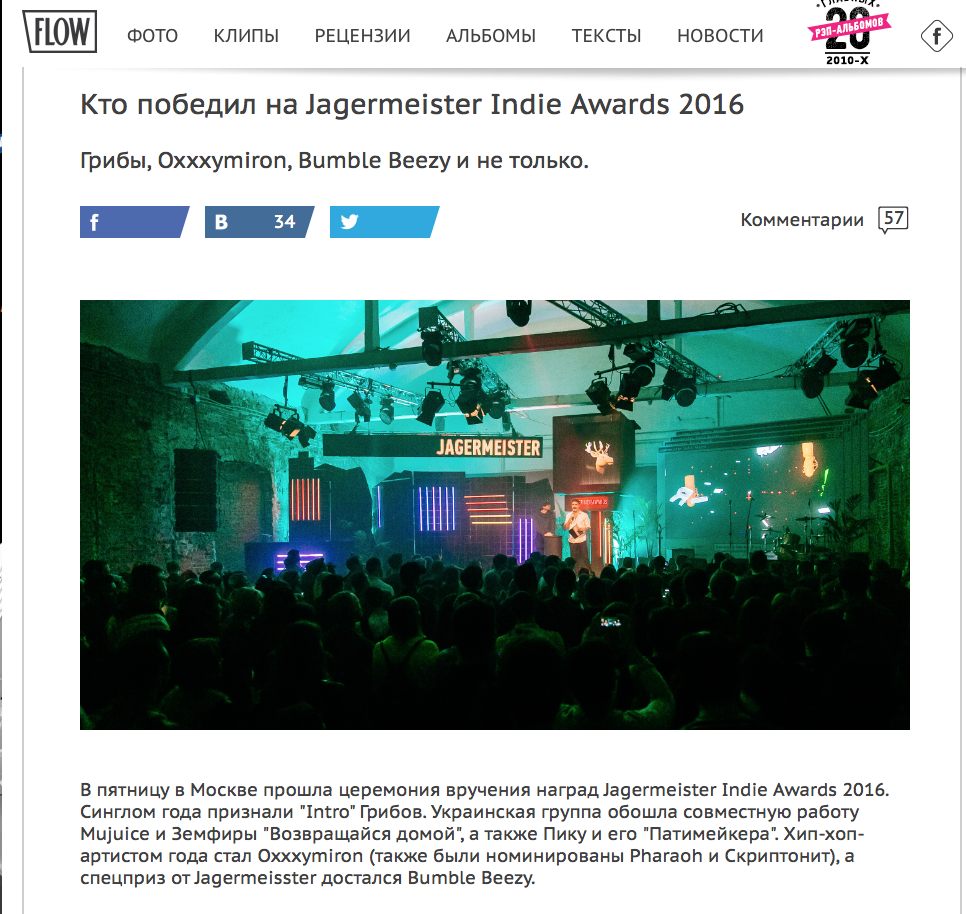 FLOW
ФОТО КЛИПЫ РЕЦЕНЗИИ АЛЬБОМЫ ТЕКСТЫ НОВОСТИ
ГЛАВНЫХ
20
РЭП-АЛЬБОМОВ
2010-Х
f
Кто победил на Jagermeister Indie Awards 2016
Грибы, Oxxxymiron, Bumble Beezy и не только.
f
В 34
Комментарии 57
JAGERMEISTER
В пятницу в Москве прошла церемония вручения наград Jagermeister Indie Awards 2016.
Синглом года признали "Intro" Грибов. Украинская группа обошла совместную работу
Mujuice и Земфиры "Возвращайся домой", а также Пику и его "Патимейкера". Хип-хоп-
артистом года стал Oxxxymiron (также были номинированы Pharaoh и Скриптонит), а
спецприз от Jagermeisster достался Bumble Beezy.